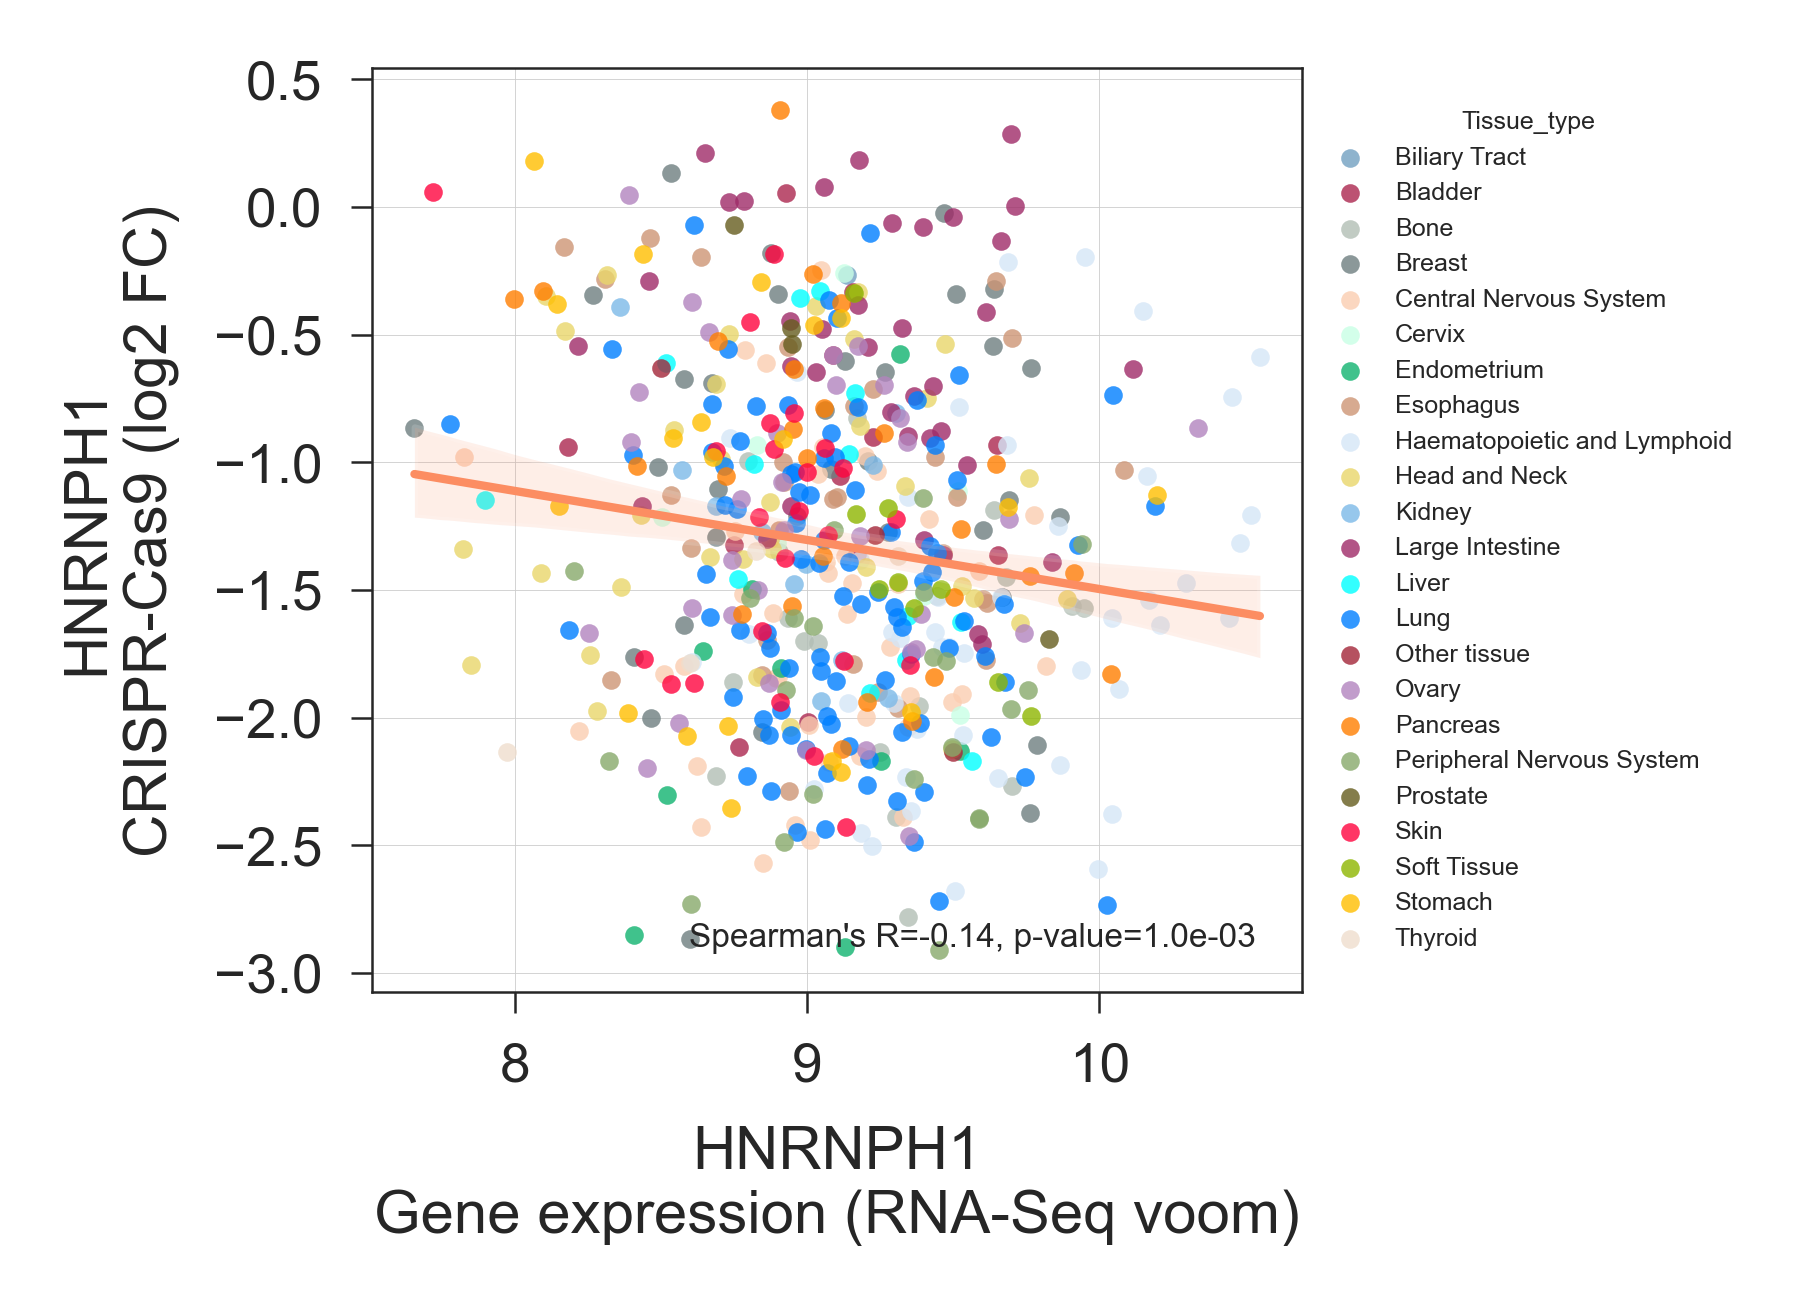 0.5
0.0
−0.5
−1.0
−1.5
−2.0
−2.5
−3.0
HNRNPH1
CRISPR-Cas9 (log2 FC)
8
9
10
HNRNPH1
Gene expression (RNA-Seq voom)
Spearman's R=-0.14, p-value=1.0e-03
Tissue_type
Biliary Tract
Bladder
Bone
Breast
Central Nervous System
Cervix
Endometrium
Esophagus
Haematopoietic and Lymphoid
Head and Neck
Kidney
Large Intestine
Liver
Lung
Other tissue
Ovary
Pancreas
Peripheral Nervous System
Prostate
Skin
Soft Tissue
Stomach
Thyroid